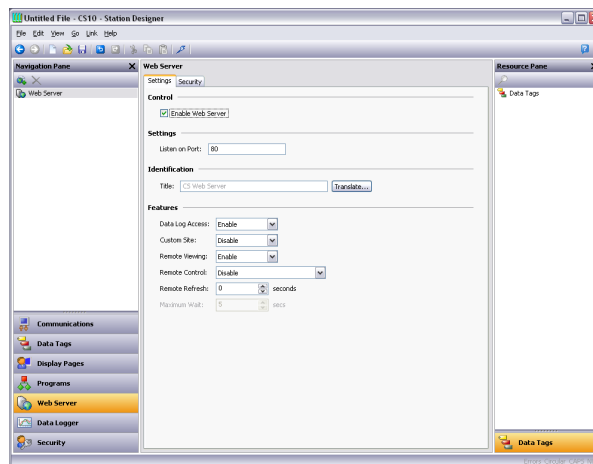 Untitled File - CS10 - Station Designer
File Edit View Go Link Help
Navigation Pane
Web Server
Communications
Data Tags
Display Pages
Programs
Web Server
Data Logger
Security
Web Server
Settings Security
Control
Enable Web Server
Settings
Listen on Port: 80
Identification
Title: CS Web Server Translate...
Features
Data Log Access: Enable
Custom Site: Disable
Remote Viewing: Enable
Remote Control: Disable
Remote Refresh: 0 seconds
Maximum Wait: 5 secs
Resource Pane
Data Tags
Data Tags